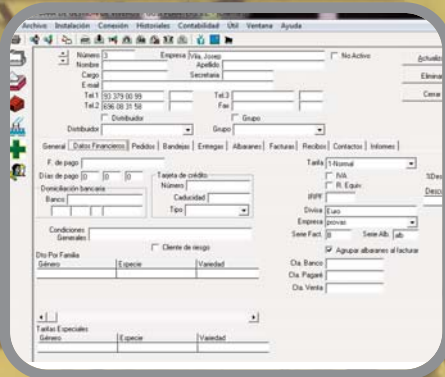 Archivo Instalación Conexión Historiales Contabilidad Util Ventana Ayuda
Número 3 Empresa Vila, Josep No Activo
Nombre Apellido
Cargo Secretaria
E-mail
Tel.1 93 379 00 99 Tel.3
Tel.2 696 08 31 58 Fax
Distribuidor Grupo
Distribuidor Grupo
Actualiza
Elimina
Cerrar
General Datos Financieros Pedidos Bandejas Entregas Albaranes Facturas Recibos Contactos Informes
F. de pago
Días de pago 0 0 0
Domiciliación bancaria
Banco
Tarjeta de crédito
Número
Caducidad
Tipo
Condiciones Generales
Cliente de riesgo
Tarifa 1-Normal
IVA
R. Equiv.
IRPF
%Des
Descu
Divisa Euro
Empresa provas
Serie Fact. B Serie Alb. alb
Agrupar albaranes al facturar
Cta. Banco
Cta. Pagaré
Cta. Venta
Dto Por Familia
Género Especie Variedad
Tarifas Especiales
Género Especie Variedad